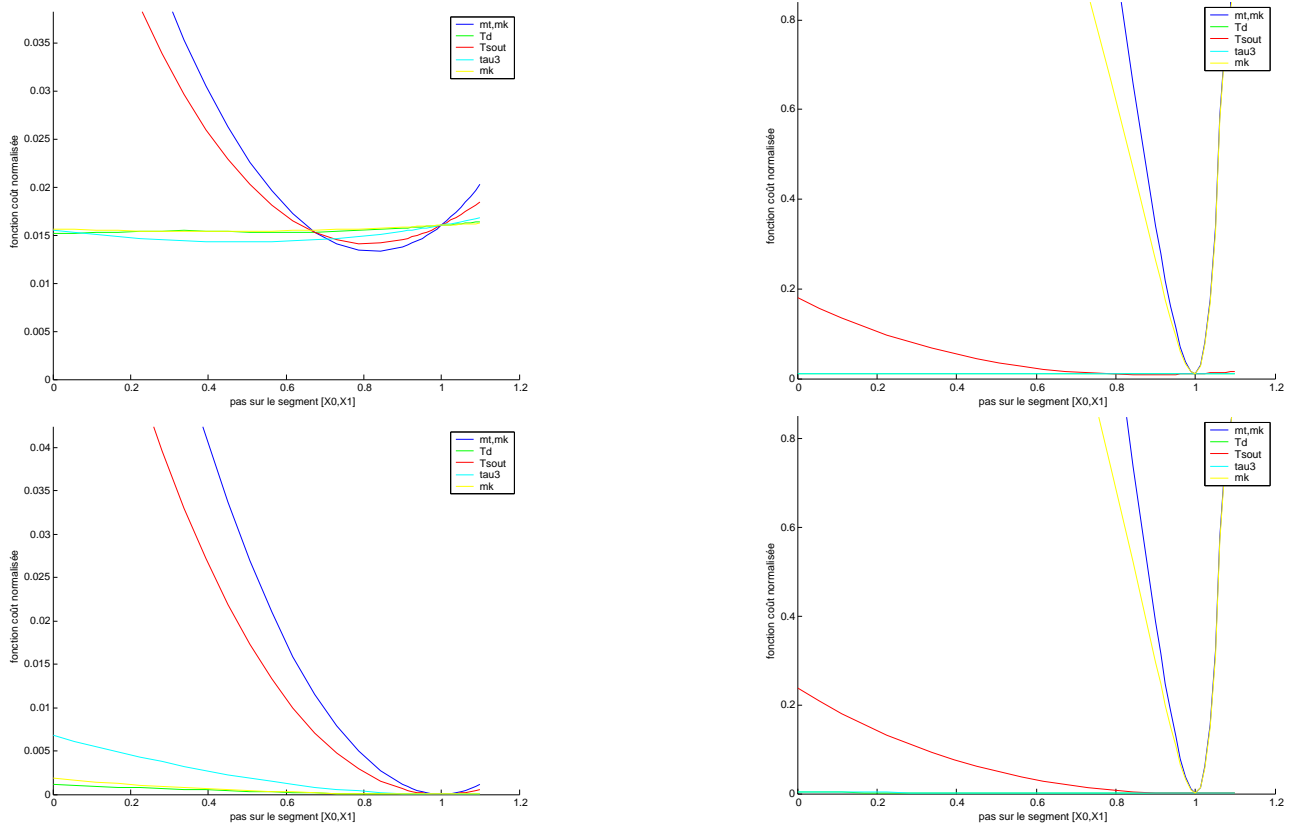 0.035
0.03
0.025
0.02
0.015
0.01
0.005
0
fonction coût normalisée
0 0.2 0.4 0.6 0.8 1 1.2
pas sur le segment [X0,X1]
mt,mk
Td
Tsout
tau3
mk
0.8
0.6
0.4
0.2
0
fonction coût normalisée
0 0.2 0.4 0.6 0.8 1 1.2
pas sur le segment [X0,X1]
mt,mk
Td
Tsout
tau3
mk
0.04
0.035
0.03
0.025
0.02
0.015
0.01
0.005
0
fonction coût normalisée
0 0.2 0.4 0.6 0.8 1 1.2
pas sur le segment [X0,X1]
mt,mk
Td
Tsout
tau3
mk
0.8
0.6
0.4
0.2
0
fonction coût normalisée
0 0.2 0.4 0.6 0.8 1 1.2
pas sur le segment [X0,X1]
mt,mk
Td
Tsout
tau3
mk